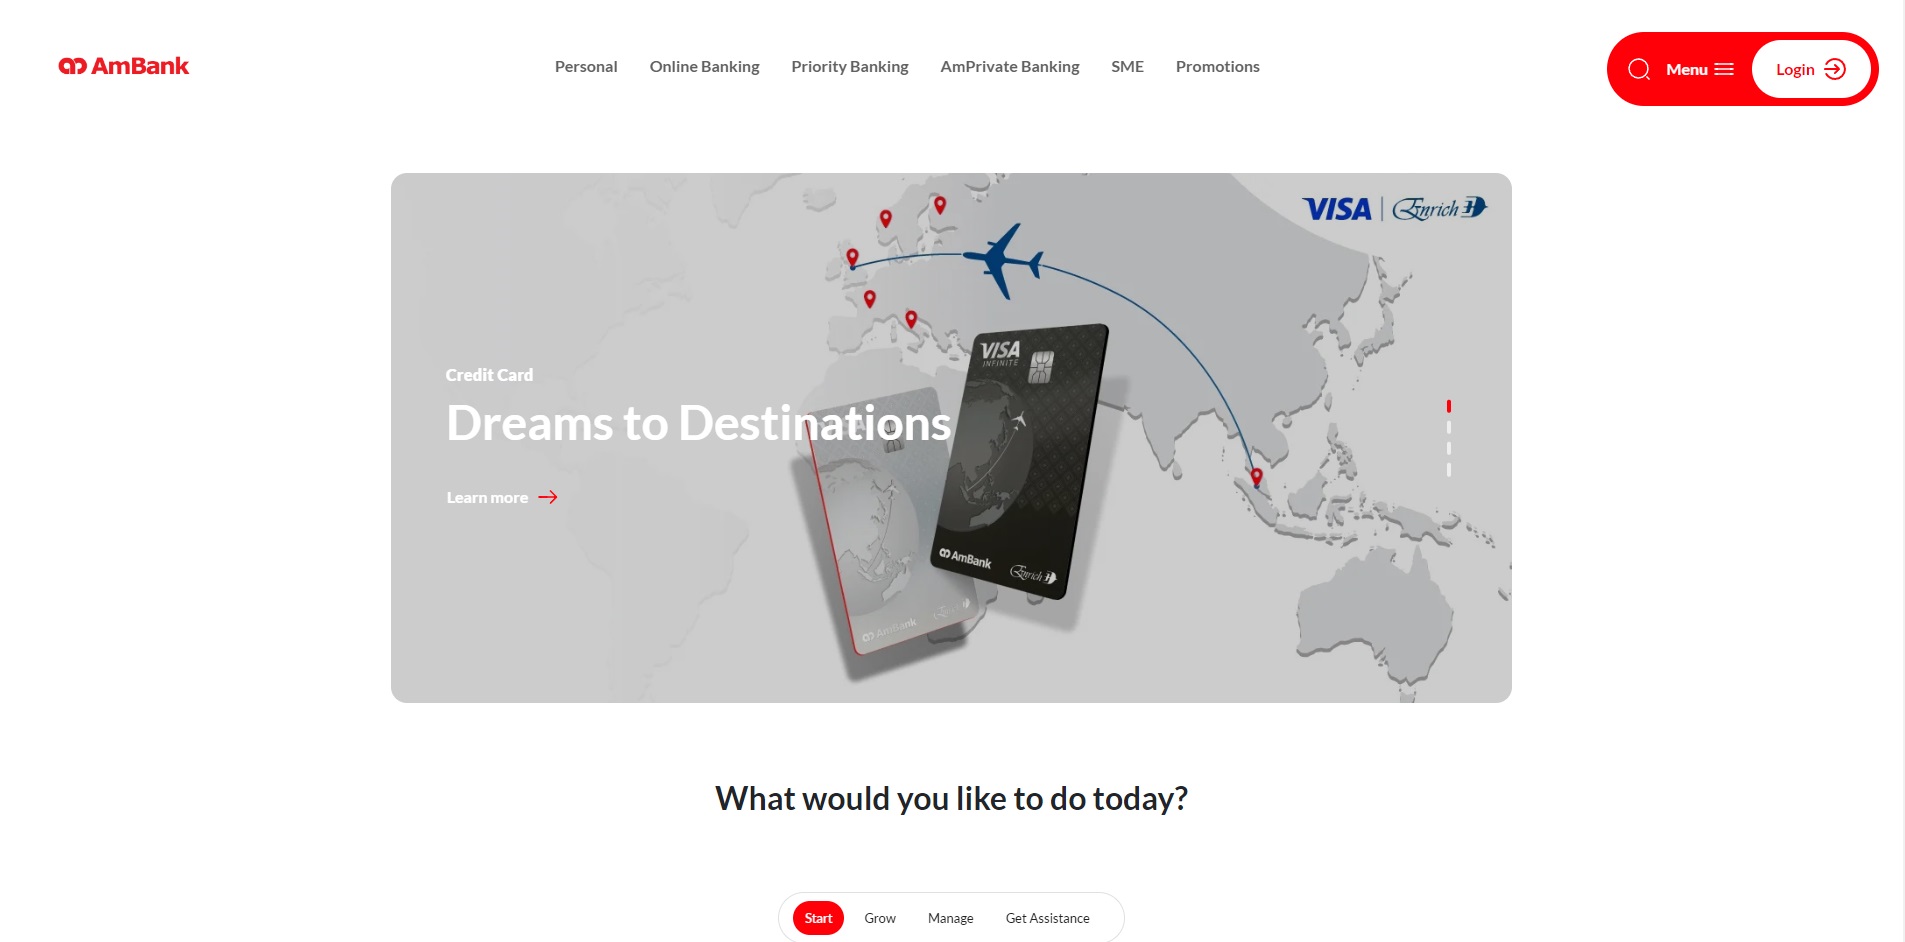 AmBank
Personal
Online Banking
Priority Banking
AmPrivate Banking
SME
Promotions
Menu
Login
VISA | Enrich
Credit Card
Dreams to Destinations
Learn more
VISA
INFINITE
AmBank
Enrich
AmBank
Enrich
What would you like to do today?
Start
Grow
Manage
Get Assistance